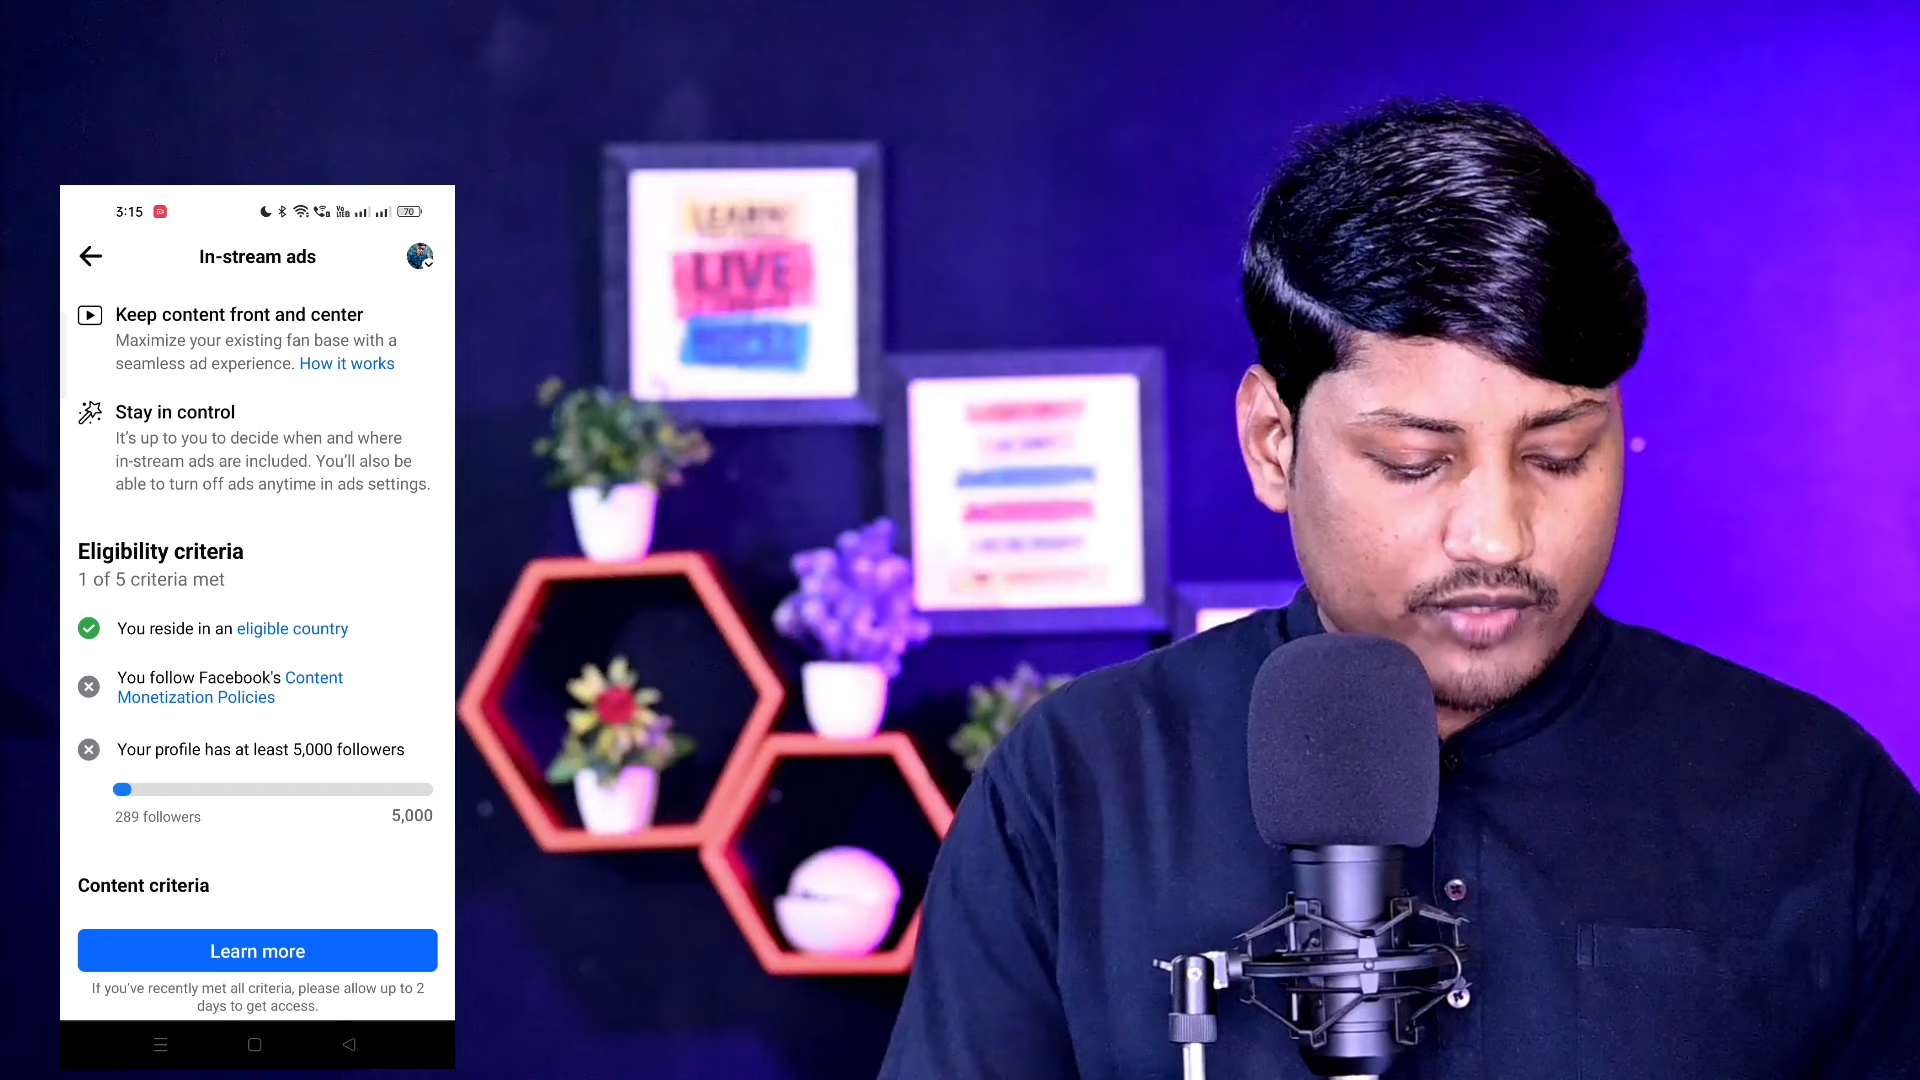 3:15
70
In-stream ads
Keep content front and center
Maximize your existing fan base with a
seamless ad experience. How it works
Stay in control
It's up to you to decide when and where
in-stream ads are included. You'll also be
able to turn off ads anytime in ads settings.
Eligibility criteria
1 of 5 criteria met
You reside in an eligible country
You follow Facebook's Content
Monetization Policies
Your profile has at least 5,000 followers
289 followers
5,000
Content criteria
Learn more
If you've recently met all criteria, please allow up to 2
days to get access.
LEARN
LIVE